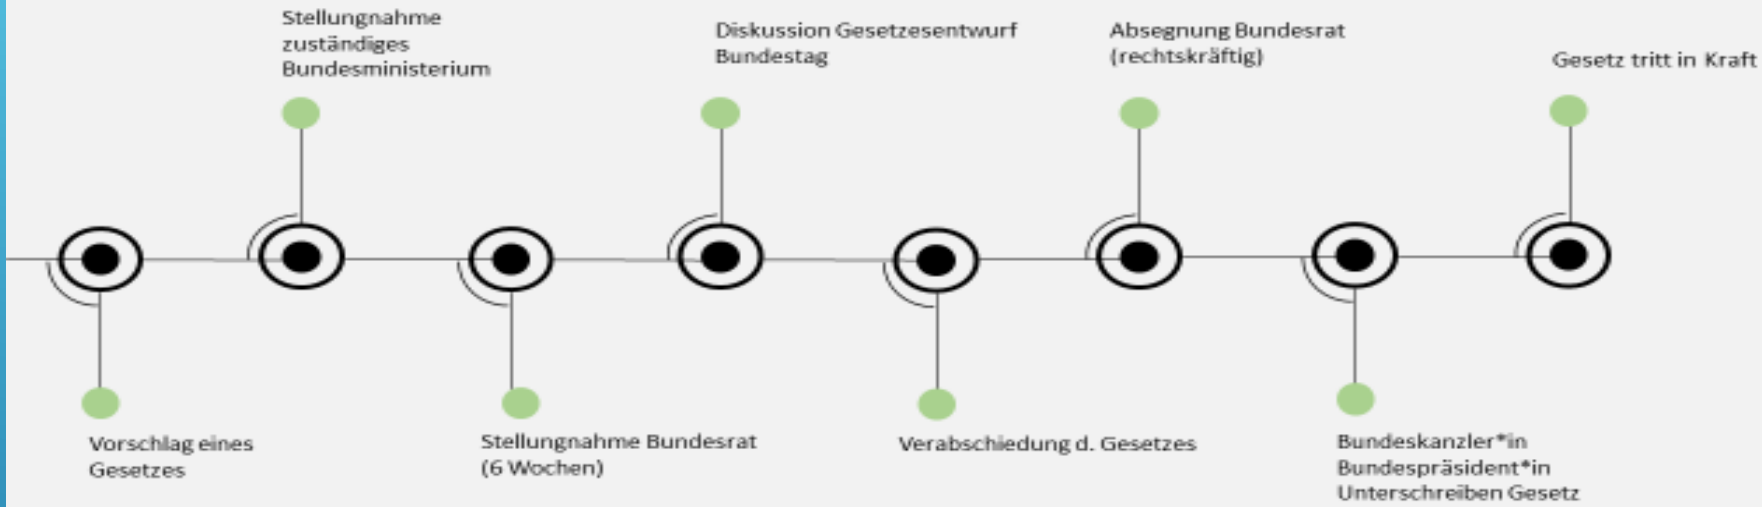 Vorschlag eines
Gesetzes
Stellungnahme
zuständiges
Bundesministerium
Stellungnahme Bundesrat
(6 Wochen)
Diskussion Gesetzesentwurf
Bundestag
Verabschiedung d. Gesetzes
Absegnung Bundesrat
(rechtskräftig)
Bundeskanzler*in
Bundespräsident*in
Unterschreiben Gesetz
Gesetz tritt in Kraft